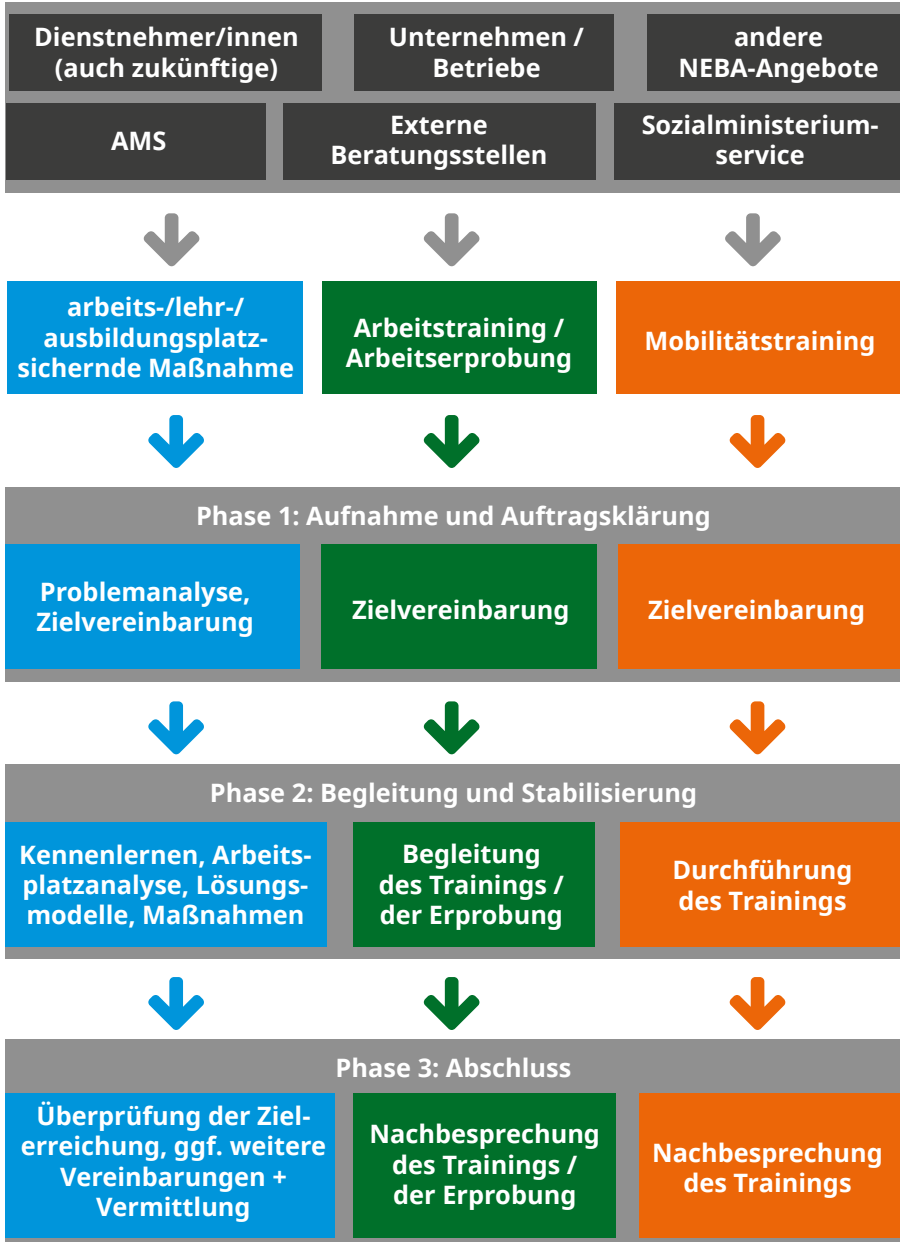 Dienstnehmer/innen
(auch zukünftige)
Unternehmen /
Betriebe
andere
NEBA-Angebote
AMS
Externe
Beratungsstellen
Sozialministerium-
service
arbeits-/lehr-/
ausbildungsplatz-
sichernde Maßnahme
Arbeitstraining /
Arbeitserprobung
Mobilitätstraining
Phase 1: Aufnahme und Auftragsklärung
Problemanalyse,
Zielvereinbarung
Zielvereinbarung
Zielvereinbarung
Phase 2: Begleitung und Stabilisierung
Kennenlernen, Arbeits-
platzanalyse, Lösungs-
modelle, Maßnahmen
Begleitung
des Trainings /
der Erprobung
Durchführung
des Trainings
Phase 3: Abschluss
Überprüfung der Ziel-
erreichung, ggf. weitere
Vereinbarungen +
Vermittlung
Nachbesprechung
des Trainings /
der Erprobung
Nachbesprechung
des Trainings